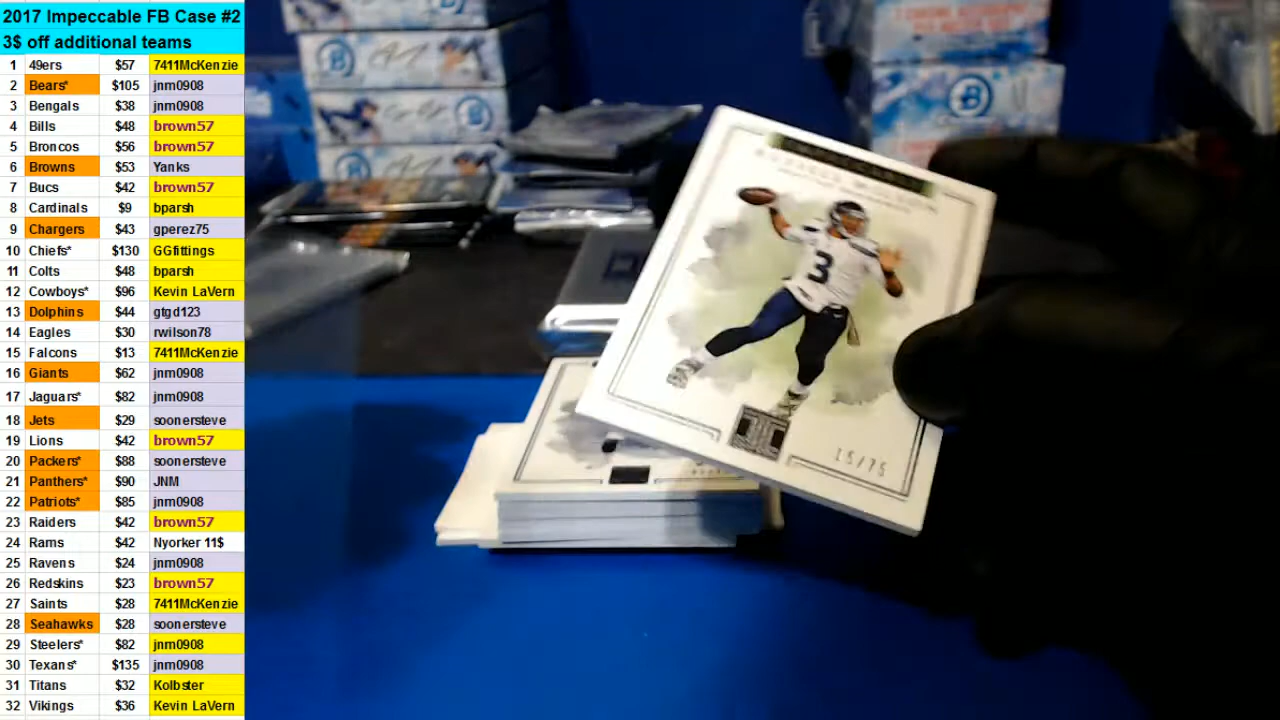 2017 Impeccable FB Case #2
3$ off additional teams
1 49ers $57 7411McKenzie
2 Bears* $105 jnm0908
3 Bengals $38 jnm0908
4 Bills $48 brown57
5 Broncos $56 brown57
6 Browns $53 Yanks
7 Bucs $42 brown57
8 Cardinals $9 bparsh
9 Chargers $43 gperez75
10 Chiefs* $130 GGfittings
11 Colts $48 bparsh
12 Cowboys* $96 Kevin LaVern
13 Dolphins $44 gtgd123
14 Eagles $30 rwilson78
15 Falcons $13 7411McKenzie
16 Giants $62 jnm0908
17 Jaguars* $82 jnm0908
18 Jets $29 soonersteve
19 Lions $42 brown57
20 Packers* $88 soonersteve
21 Panthers* $90 JNM
22 Patriots* $85 jnm0908
23 Raiders $42 brown57
24 Rams $42 Nyorker 11$
25 Ravens $24 jnm0908
26 Redskins $23 brown57
27 Saints $28 7411McKenzie
28 Seahawks $28 soonersteve
29 Steelers* $82 jnm0908
30 Texans* $135 jnm0908
31 Titans $32 Kolbster
32 Vikings $36 Kevin LaVern
B
B
3
15/75